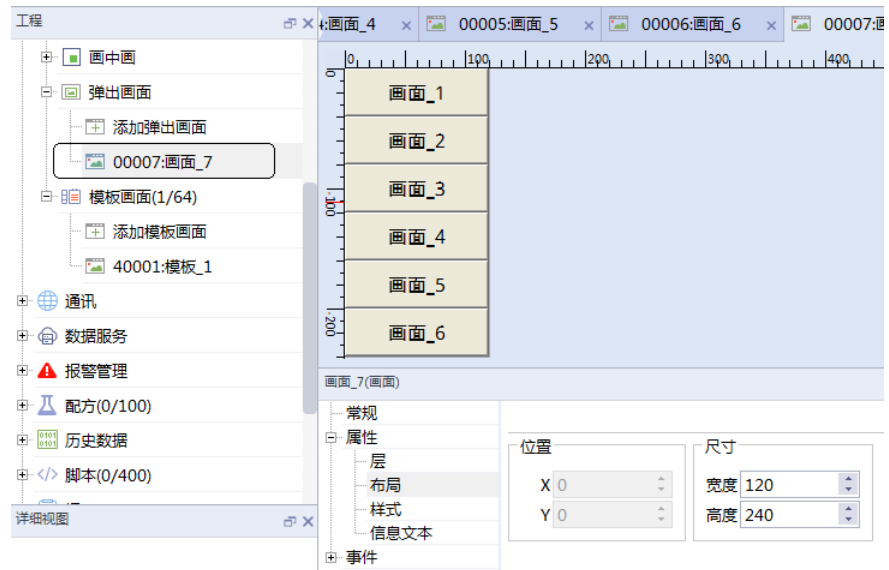 工程
画中画
弹出画面
添加弹出画面
00007:画面_7
模板画面(1/64)
添加模板画面
40001:模板_1
通讯
数据服务
报警管理
配方(0/100)
历史数据
脚本(0/400)
详细视图
:画面_4 × 00005:画面_5 × 00006:画面_6 × 00007:画
0 100 200 300 400
0
100
200
画面_1
画面_2
画面_3
画面_4
画面_5
画面_6
画面_7(画面)
常规
属性
层
布局
样式
信息文本
事件
位置
X 0
Y 0
尺寸
宽度 120
高度 240